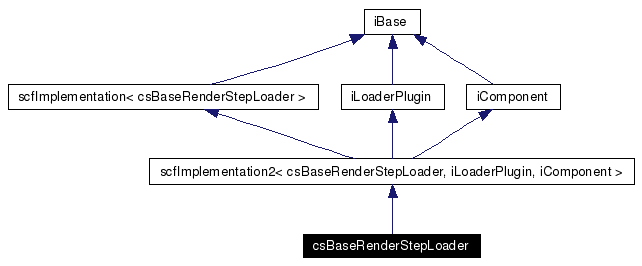 iBase
scfImplementation< csBaseRenderStepLoader >
iLoaderPlugin
iComponent
scfImplementation2< csBaseRenderStepLoader, iLoaderPlugin, iComponent >
csBaseRenderStepLoader